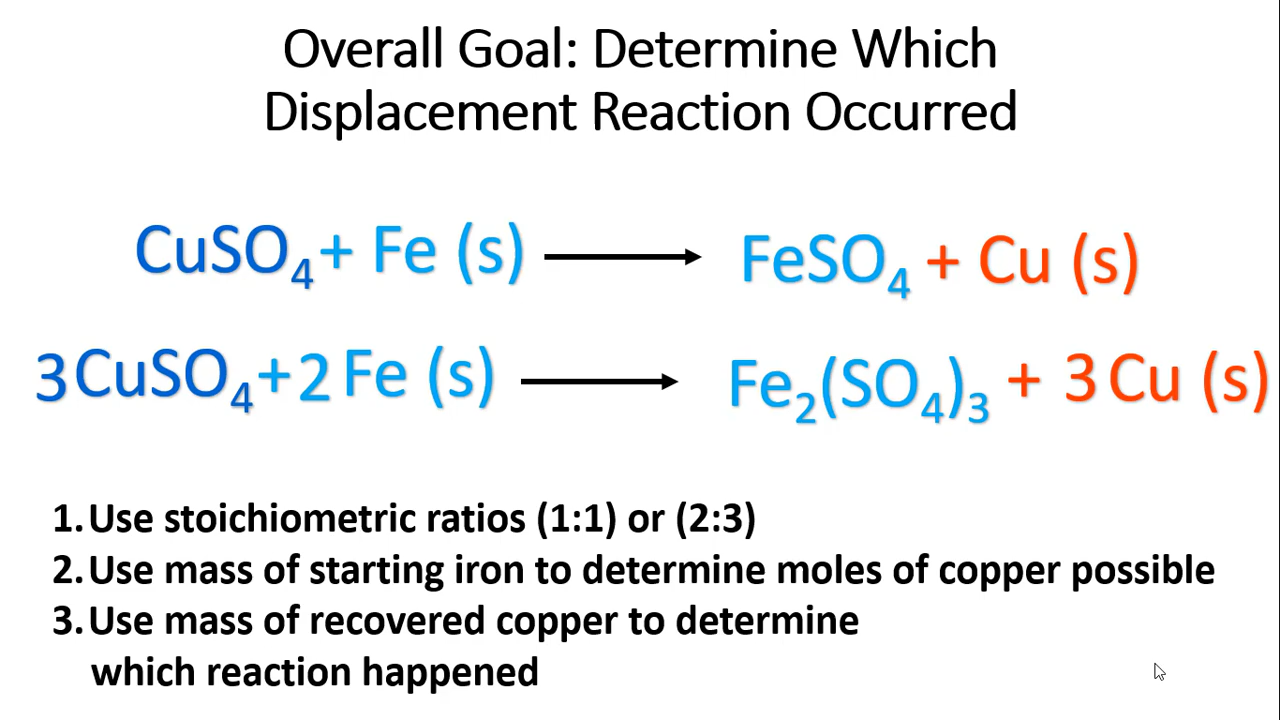 Overall Goal: Determine Which
Displacement Reaction Occurred
CuSO₄+ Fe (s) ⟶ FeSO₄ + Cu (s)
3CuSO₄+2Fe (s) ⟶ Fe₂(SO₄)₃ + 3Cu (s)
1.Use stoichiometric ratios (1:1) or (2:3)
2.Use mass of starting iron to determine moles of copper possible
3.Use mass of recovered copper to determine
which reaction happened